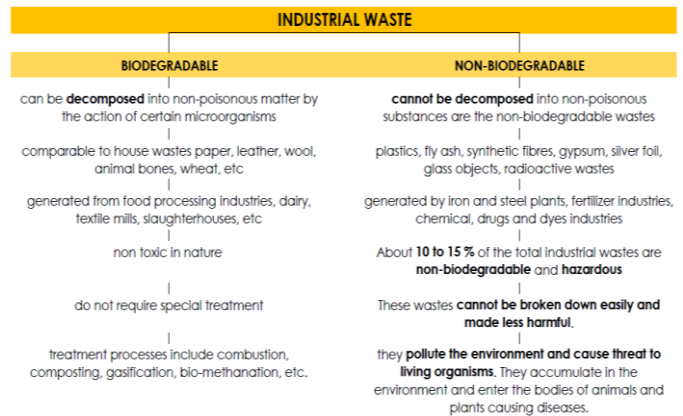 INDUSTRIAL WASTE
BIODEGRADABLE
can be decomposed into non-poisonous matter by
the action of certain microorganisms
comparable to house wastes paper, leather, wool,
animal bones, wheat, etc
generated from food processing industries, dairy,
textile mills, slaughterhouses, etc
non toxic in nature
do not require special treatment
treatment processes include combustion,
composting, gasification, bio-methanation, etc.
NON-BIODEGRADABLE
cannot be decomposed into non-poisonous
substances are the non-biodegradable wastes
plastics, fly ash, synthetic fibres, gypsum, silver foil,
glass objects, radioactive wastes
generated by iron and steel plants, fertilizer industries,
chemical, drugs and dyes industries
About 10 to 15 % of the total industrial wastes are
non-biodegradable and hazardous
These wastes cannot be broken down easily and
made less harmful.
they pollute the environment and cause threat to
living organisms. They accumulate in the
environment and enter the bodies of animals and
plants causing diseases.